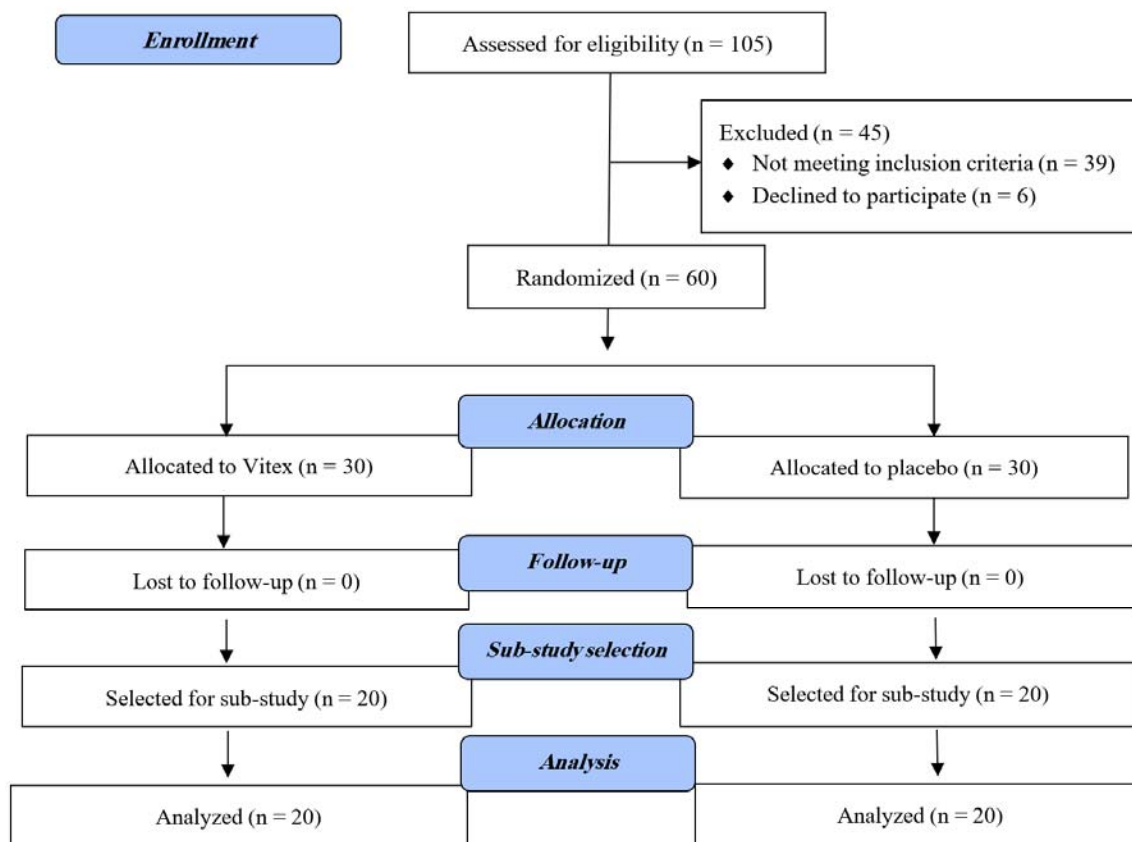 Enrollment
Assessed for eligibility (n = 105)
Excluded (n = 45)
♦ Not meeting inclusion criteria (n = 39)
♦ Declined to participate (n = 6)
Randomized (n = 60)
Allocation
Allocated to Vitex (n = 30)
Allocated to placebo (n = 30)
Follow-up
Lost to follow-up (n = 0)
Lost to follow-up (n = 0)
Sub-study selection
Selected for sub-study (n = 20)
Selected for sub-study (n = 20)
Analysis
Analyzed (n = 20)
Analyzed (n = 20)